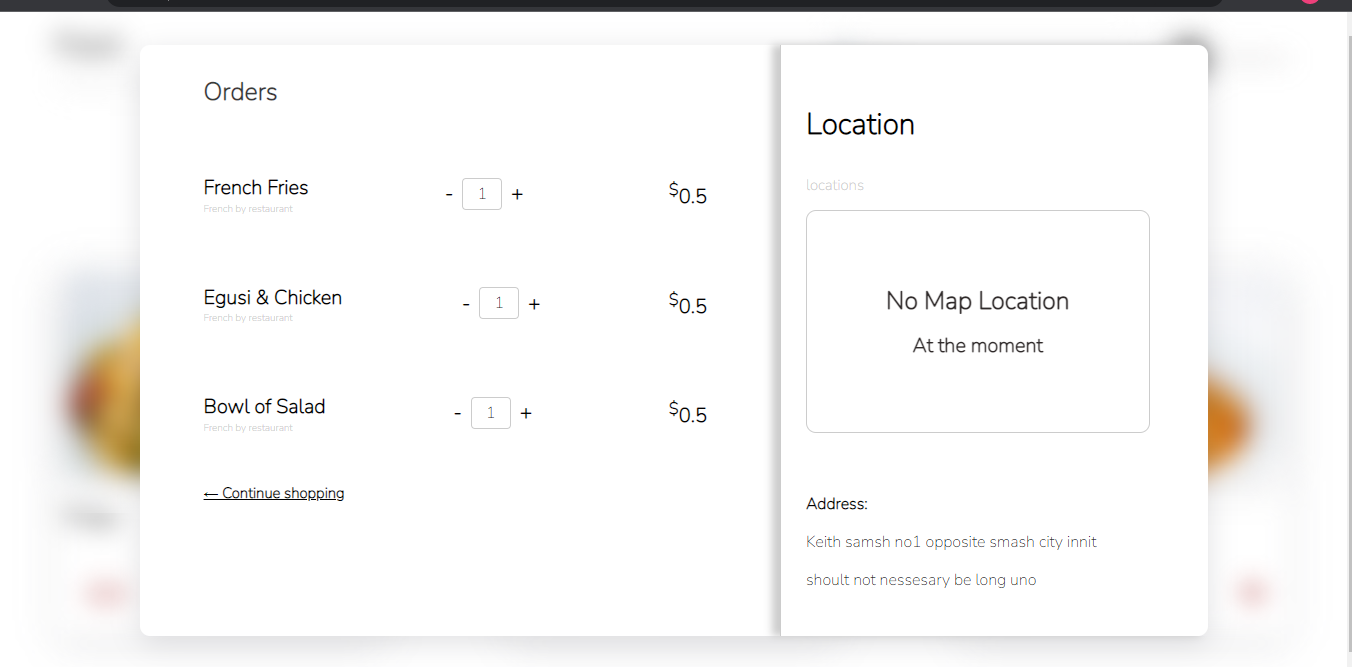 Orders
French Fries
French by restaurant
- 1 +
$0.5
Egusi & Chicken
French by restaurant
- 1 +
$0.5
Bowl of Salad
French by restaurant
- 1 +
$0.5
← Continue shopping
Location
locations
No Map Location
At the moment
Address:
Keith samsh no1 opposite smash city innit
shoult not nessesary be long uno